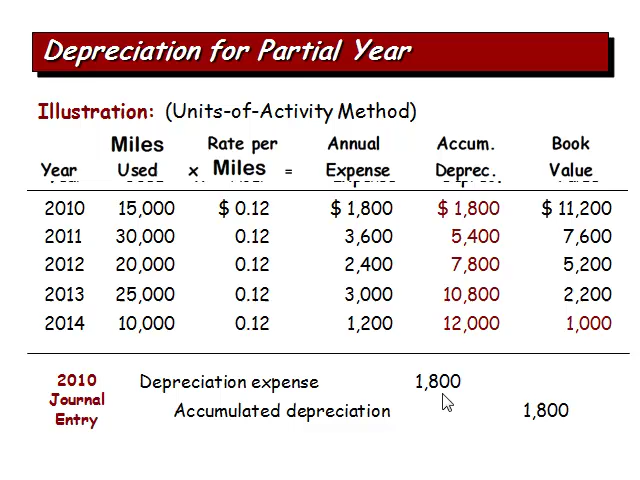 Depreciation for Partial Year
Illustration: (Units-of-Activity Method)
Miles Rate per Annual Accum. Book
Year Used x Miles = Expense Deprec. Value
2010 15,000 $ 0.12 $ 1,800 $ 1,800 $ 11,200
2011 30,000 0.12 3,600 5,400 7,600
2012 20,000 0.12 2,400 7,800 5,200
2013 25,000 0.12 3,000 10,800 2,200
2014 10,000 0.12 1,200 12,000 1,000
2010 Journal Entry
Depreciation expense 1,800
Accumulated depreciation 1,800